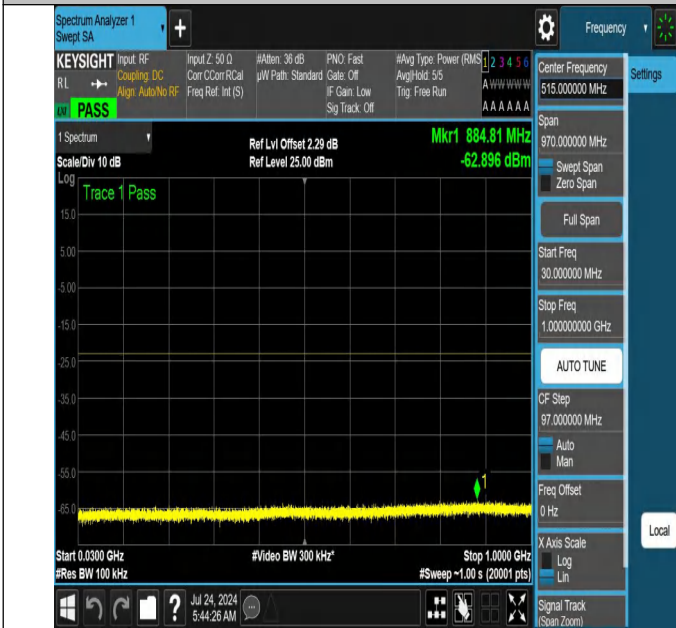 Spectrum Analyzer 1
Swept SA
+
Frequency
KEYSIGHT
RL
PASS
Input: RF
Coupling: DC
Align: Auto/No RF
Input Z: 50 Ω
Corr CCorr RCal
Freq Ref: Int (S)
#Atten: 36 dB
µW Path: Standard
PNO: Fast
Gate: Off
IF Gain: Low
Sig Track: Off
#Avg Type: Power (RMS
Avg|Hold: 5/5
Trig: Free Run
1 2 3 4 5 6
A W W W W W
A A A A A A
1 Spectrum
Scale/Div 10 dB
Ref Lvl Offset 2.29 dB
Ref Level 25.00 dBm
Mkr1 884.81 MHz
-62.896 dBm
Log
Trace 1 Pass
15.0
5.00
-5.00
-15.0
-25.0
-35.0
-45.0
-55.0
-65.0
1
Start 0.0300 GHz
#Res BW 100 kHz
#Video BW 300 kHz*
Stop 1.0000 GHz
#Sweep ~1.00 s (20001 pts)
Jul 24, 2024
5:44:26 AM
?
Center Frequency
515.000000 MHz
Span
970.000000 MHz
Swept Span
Zero Span
Full Span
Start Freq
30.000000 MHz
Stop Freq
1.000000000 GHz
AUTO TUNE
CF Step
97.000000 MHz
Auto
Man
Freq Offset
0 Hz
X Axis Scale
Log
Lin
Signal Track
(Span Zoom)
Settings
Local